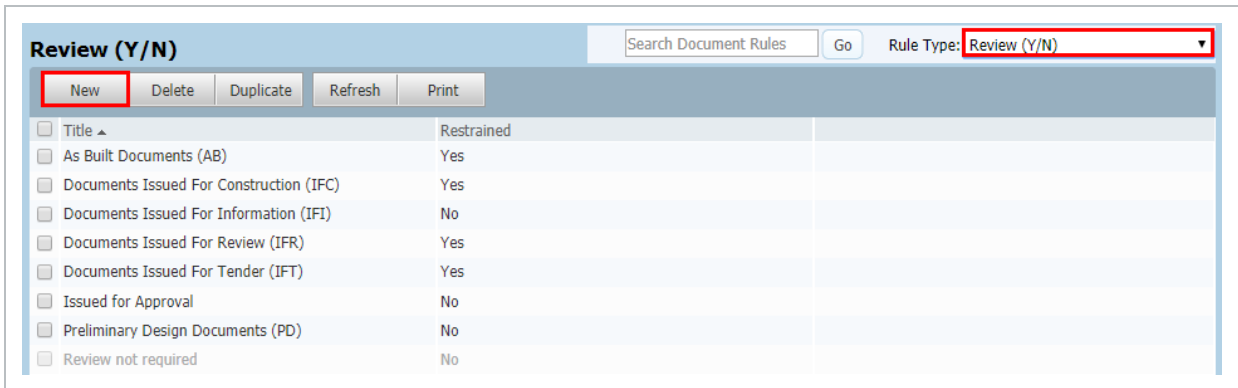 Review (Y/N) Search Document Rules Go Rule Type: Review (Y/N)
New Delete Duplicate Refresh Print
Title Restrained
As Built Documents (AB) Yes
Documents Issued For Construction (IFC) Yes
Documents Issued For Information (IFI) No
Documents Issued For Review (IFR) Yes
Documents Issued For Tender (IFT) Yes
Issued for Approval No
Preliminary Design Documents (PD) No
Review not required No